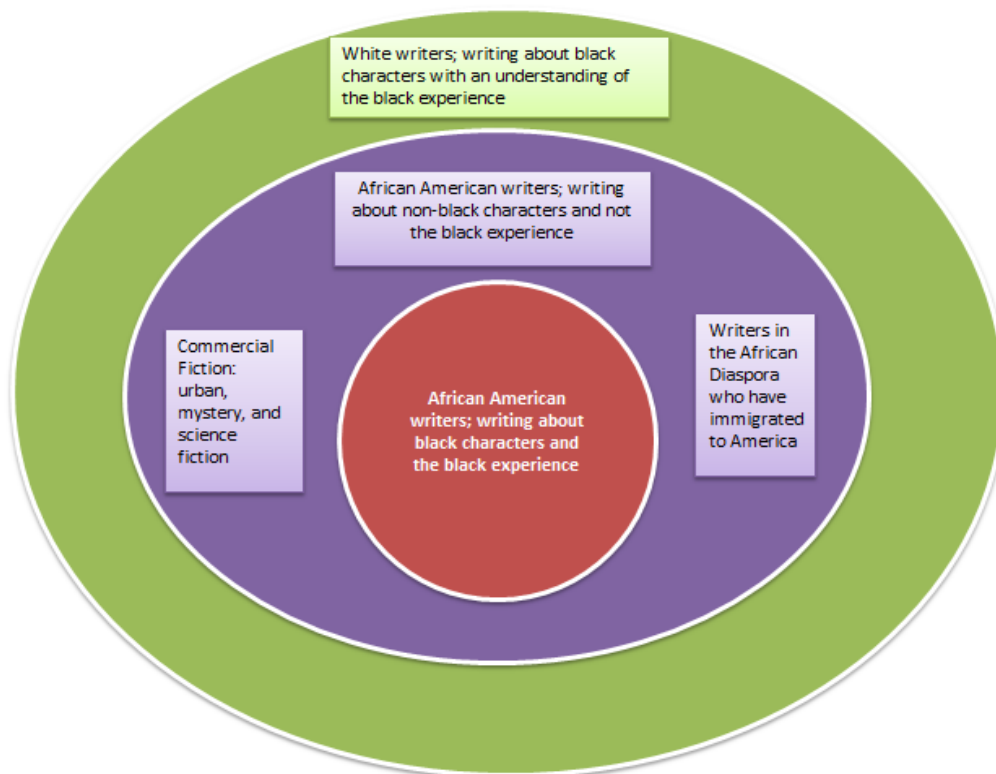 White writers; writing about black
characters with an understanding of
the black experience
African American writers; writing
about non-black characters and not
the black experience
Commercial
Fiction:
urban,
mystery, and
science
fiction
African American
writers; writing about
black characters and
the black experience
Writers in
the African
Diaspora
who have
immigrated
to America